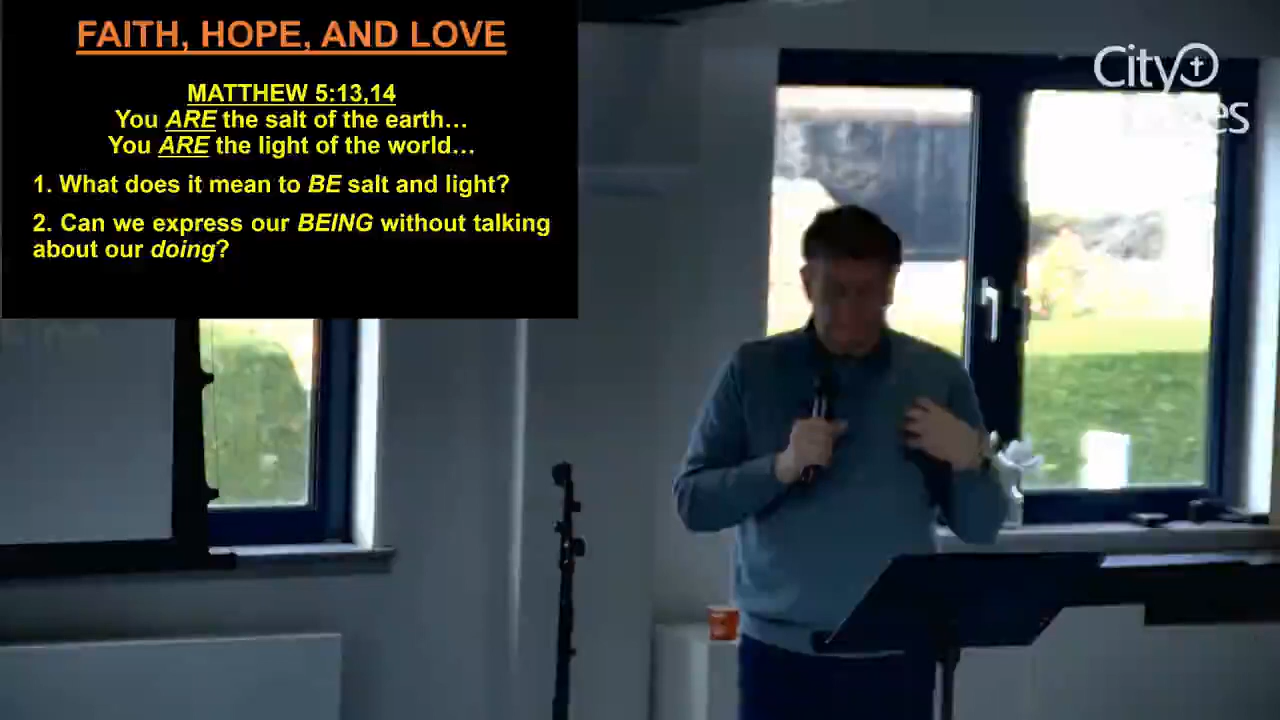 FAITH, HOPE, AND LOVE
MATTHEW 5:13,14
You ARE the salt of the earth…
You ARE the light of the world…
1. What does it mean to BE salt and light?
2. Can we express our BEING without talking
about our doing?
City